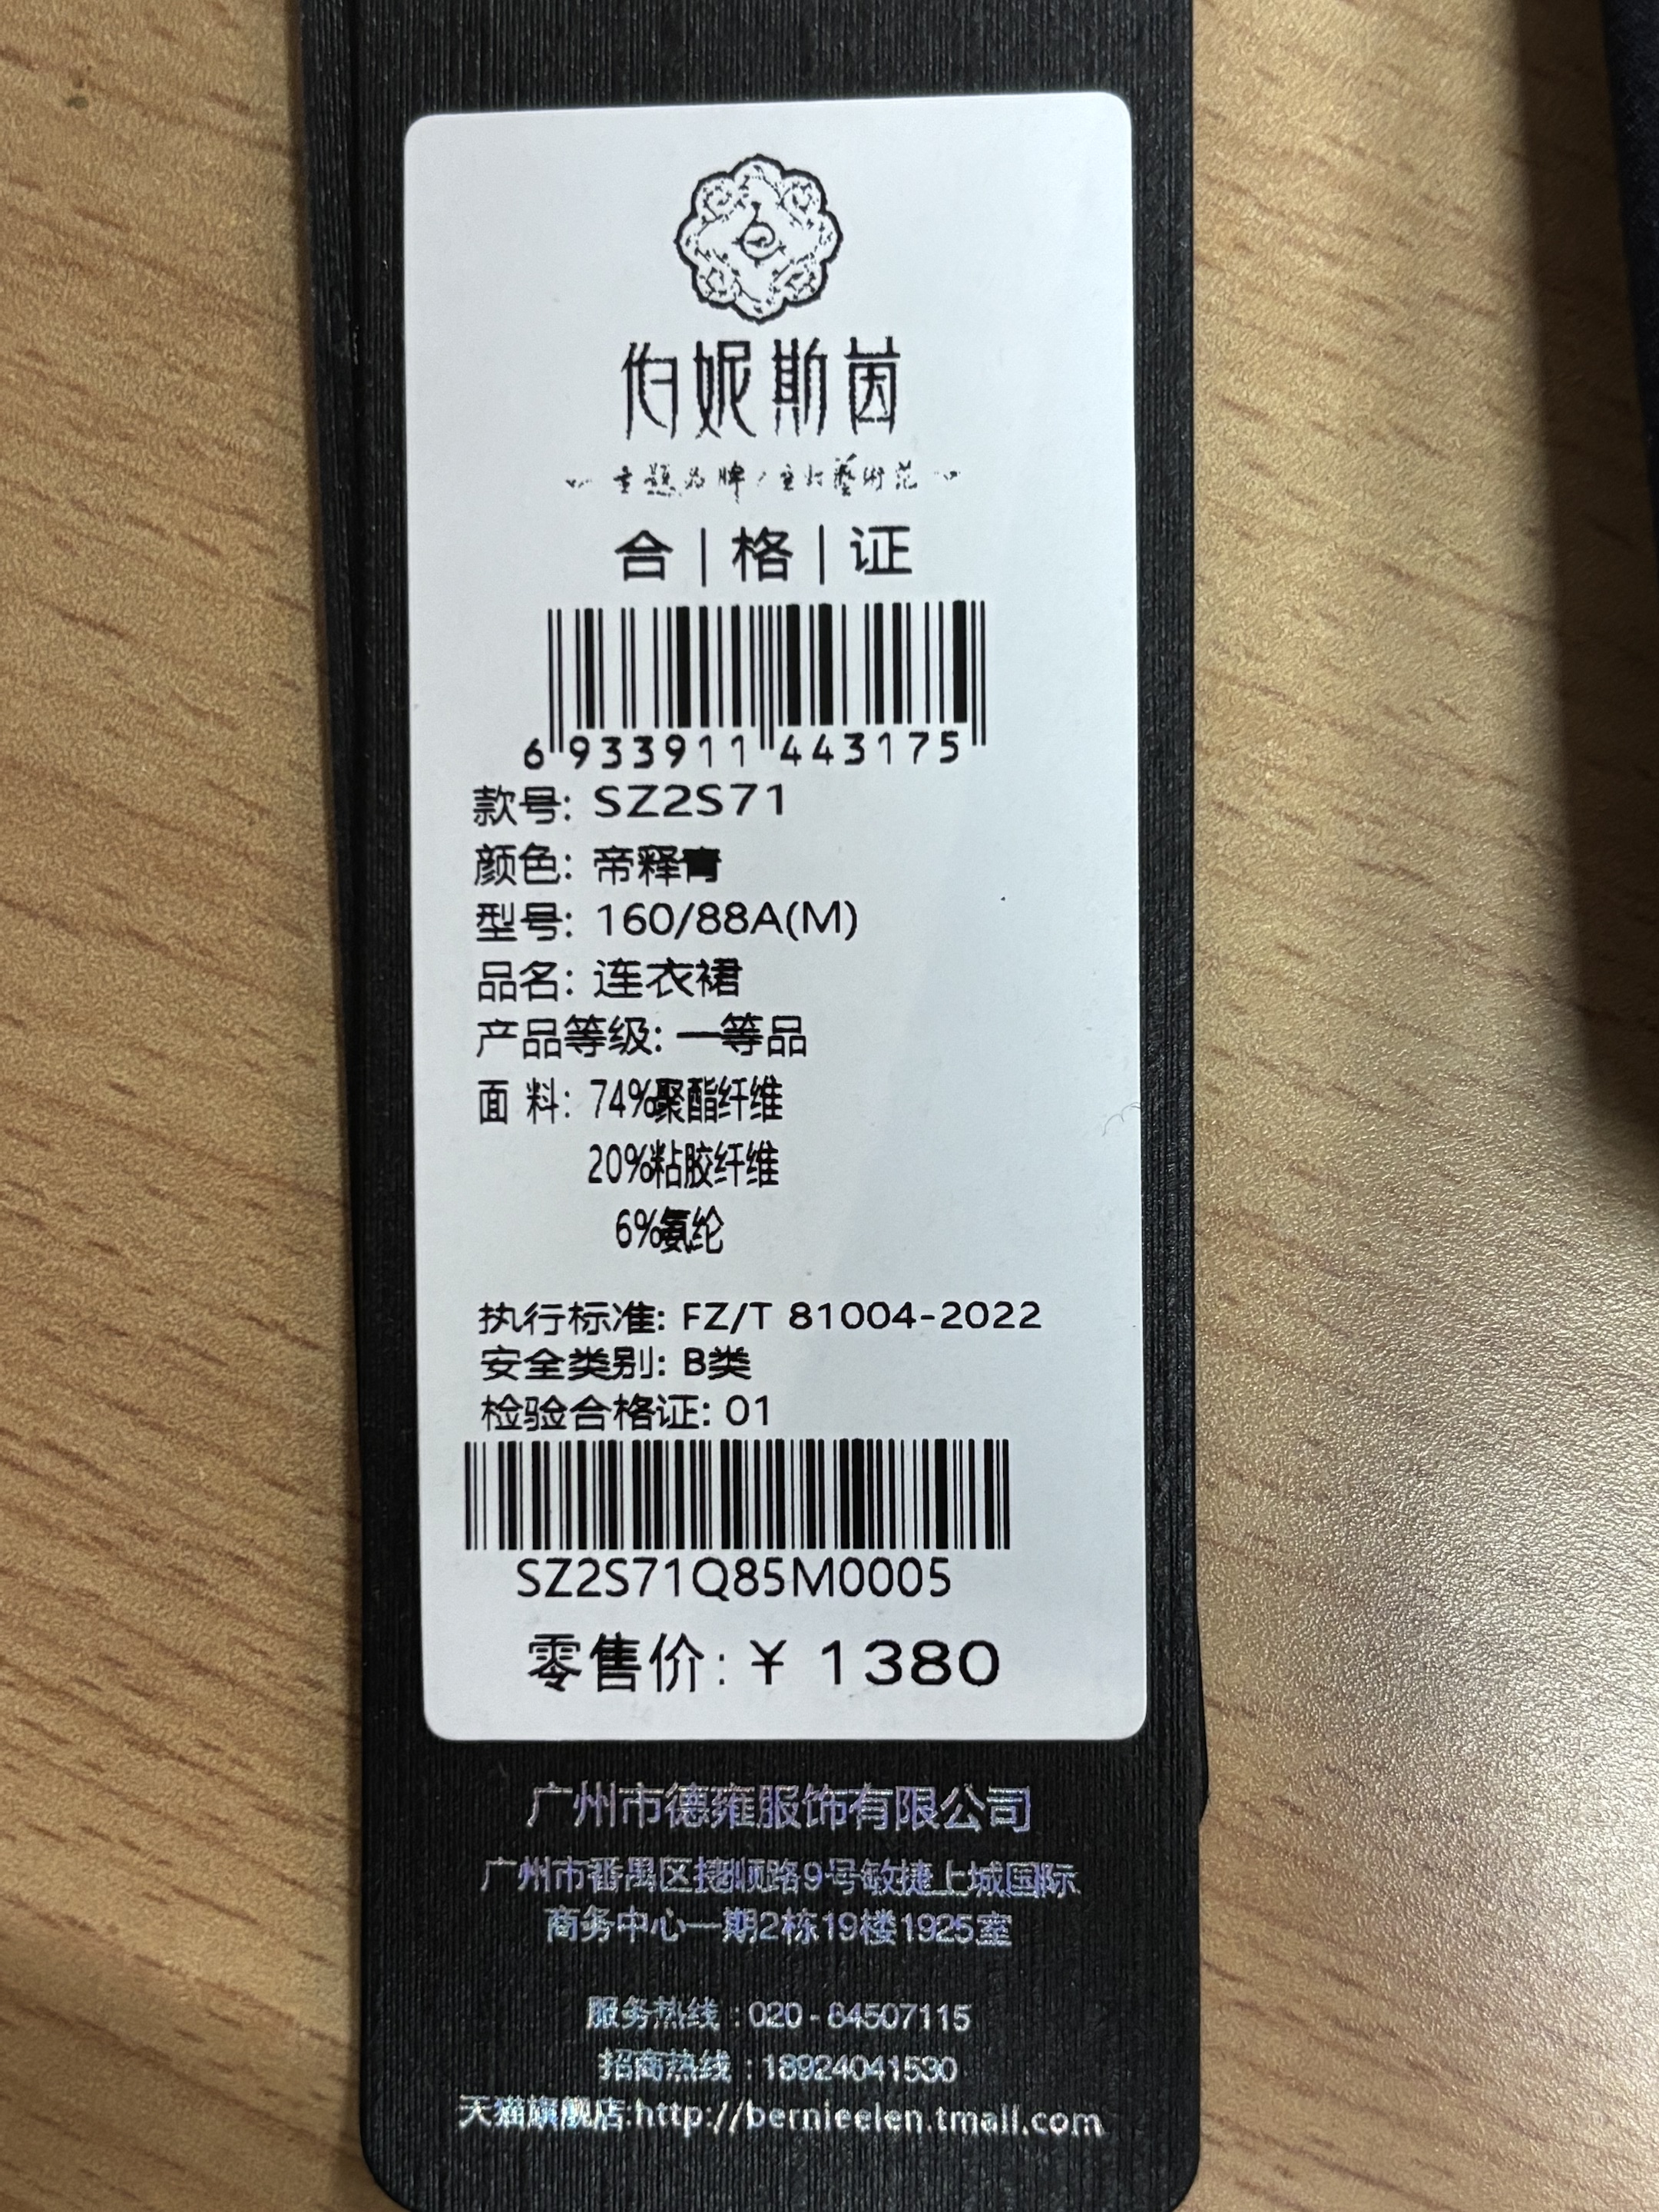 伯妮斯茵
合|格|证
6 933911 443175
款号: SZ2S71
颜色: 帝释青
型号: 160/88A(M)
品名: 连衣裙
产品等级: 一等品
面 料: 74%聚酯纤维
20%粘胶纤维
6%氨纶
执行标准: FZ/T 81004-2022
安全类别: B类
检验合格证: 01
SZ2S71Q85M0005
零售价: ¥ 1380
广州市德雍服饰有限公司
广州市番禺区捷顺路9号敏捷上城国际
商务中心一期2栋19楼1925室
服务热线 : 020 - 84507115
招商热线 : 18924041530
天猫旗舰店:http://bernieelen.tmall.com